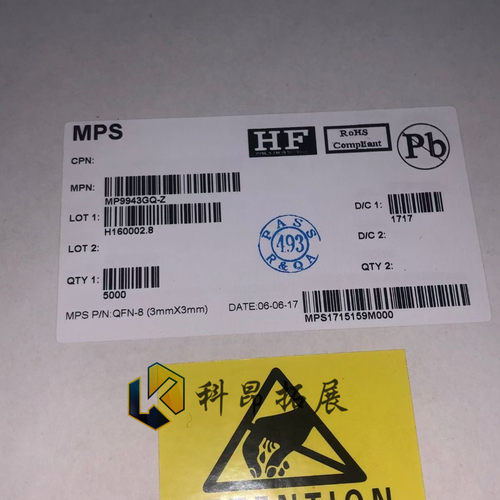 MPS
HF
RoHS
Compliant
Pb
CPN:
MPN:
MP9943GQ-Z
LOT 1:
H160002.8
D/C 1:
1717
LOT 2:
PASS
493
R&QA
D/C 2:
QTY 1:
5000
QTY 2:
MPS P/N:QFN-8 (3mmX3mm)
DATE:06-06-17
MPS1715159M000
科昂拓展